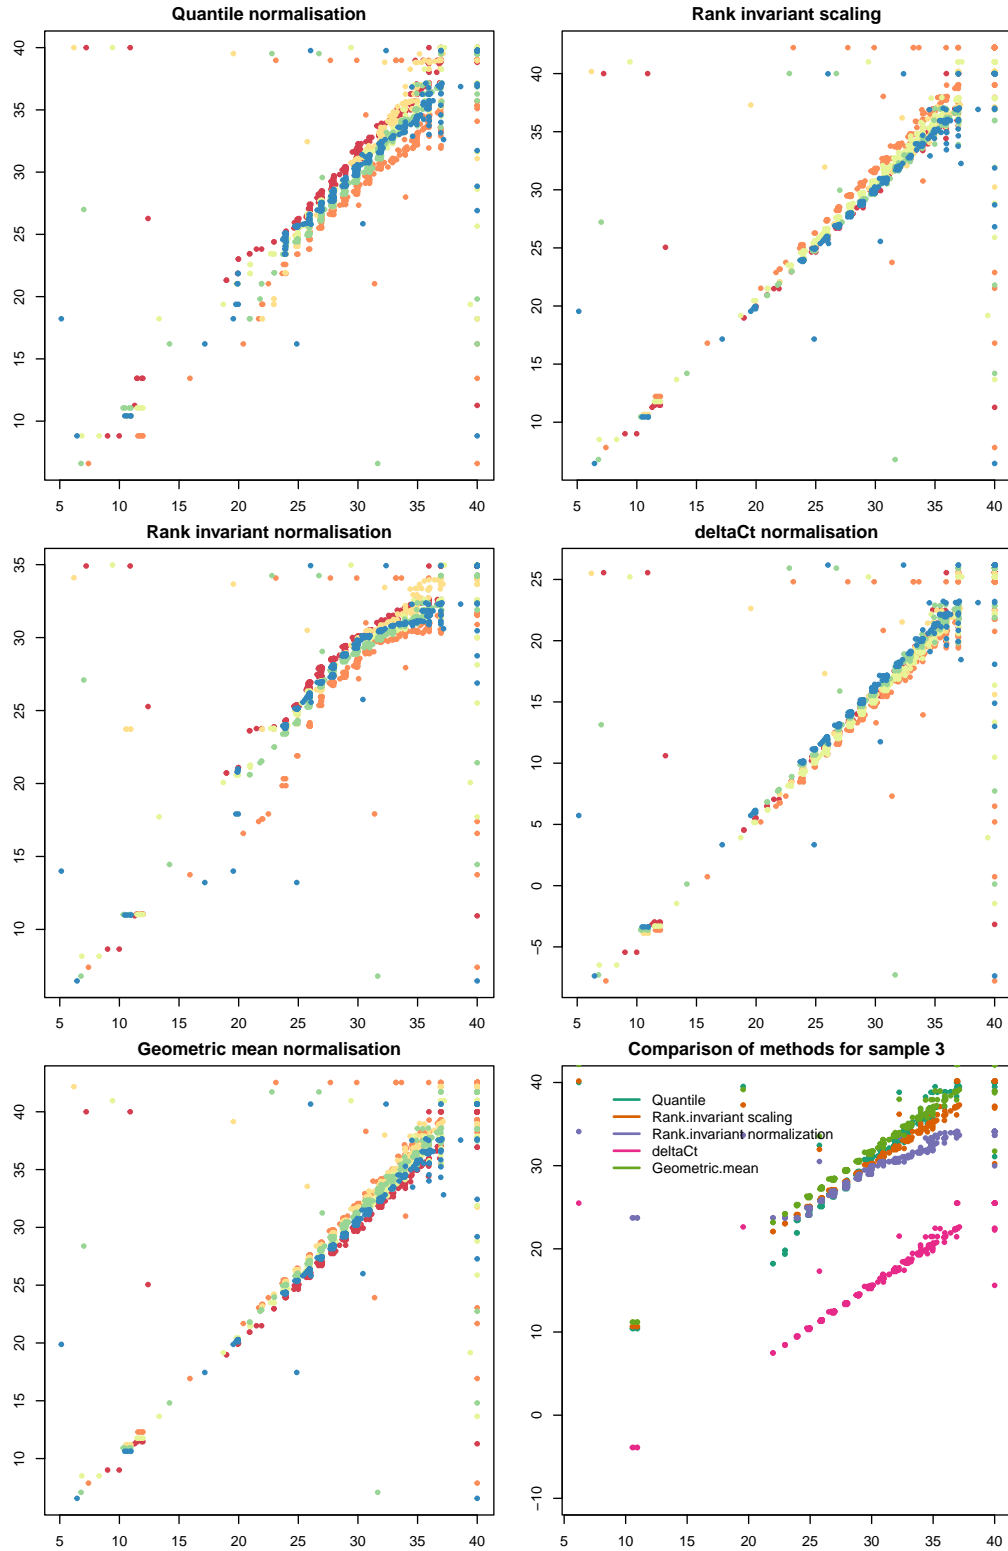 Quantile normalisation
40
35
30
25
20
15
10
5 10 15 20 25 30 35 40
Rank invariant scaling
40
35
30
25
20
15
10
5 10 15 20 25 30 35 40
Rank invariant normalisation
35
30
25
20
15
10
5 10 15 20 25 30 35 40
deltaCt normalisation
25
20
15
10
5
0
−5
5 10 15 20 25 30 35 40
Geometric mean normalisation
40
35
30
25
20
15
10
5 10 15 20 25 30 35 40
Comparison of methods for sample 3
Quantile
Rank.invariant scaling
Rank.invariant normalization
deltaCt
Geometric.mean
40
30
20
10
0
−10
5 10 15 20 25 30 35 40